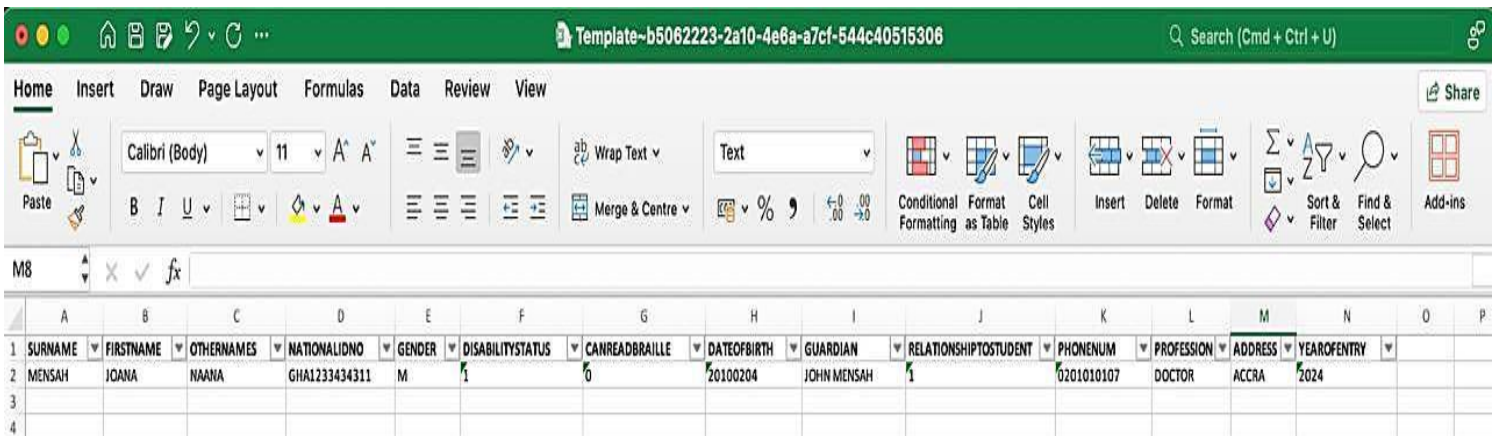 Template~b5062223-2a10-4e6a-a7cf-544c40515306 Search (Cmd + Ctrl + U)
Home Insert Draw Page Layout Formulas Data Review View Share
Calibri (Body) 11 A^ A˅ ab Wrap Text Text
Paste B I U A Merge & Centre % 9 Conditional Formatting Format as Table Cell Styles Insert Delete Format Sort & Filter Find & Select Add-ins
M8 fx
A B C D E F G H I J K L M N O P
1 SURNAME FIRSTNAME OTHERNAMES NATIONALIDNO GENDER DISABILITYSTATUS CANREADBRAILLE DATEOFBIRTH GUARDIAN RELATIONSHIPTOSTUDENT PHONENUM PROFESSION ADDRESS YEAROFENTRY
2 MENSAH JOANA NAANA GHA1233434311 M 1 0 20100204 JOHN MENSAH 1 0201010107 DOCTOR ACCRA 2024
3
4